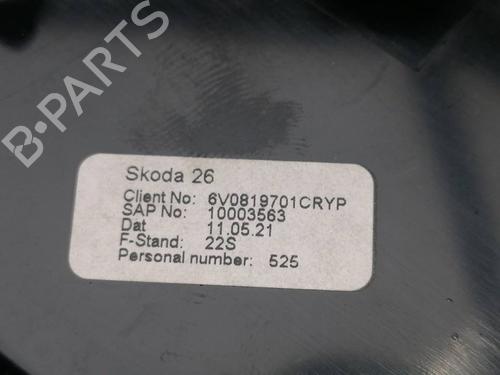 B-PARTS
Skoda 26
Client No: 6V0819701CRYP
SAP No: 10003563
Dat 11.05.21
F-Stand: 22S
Personal number: 525